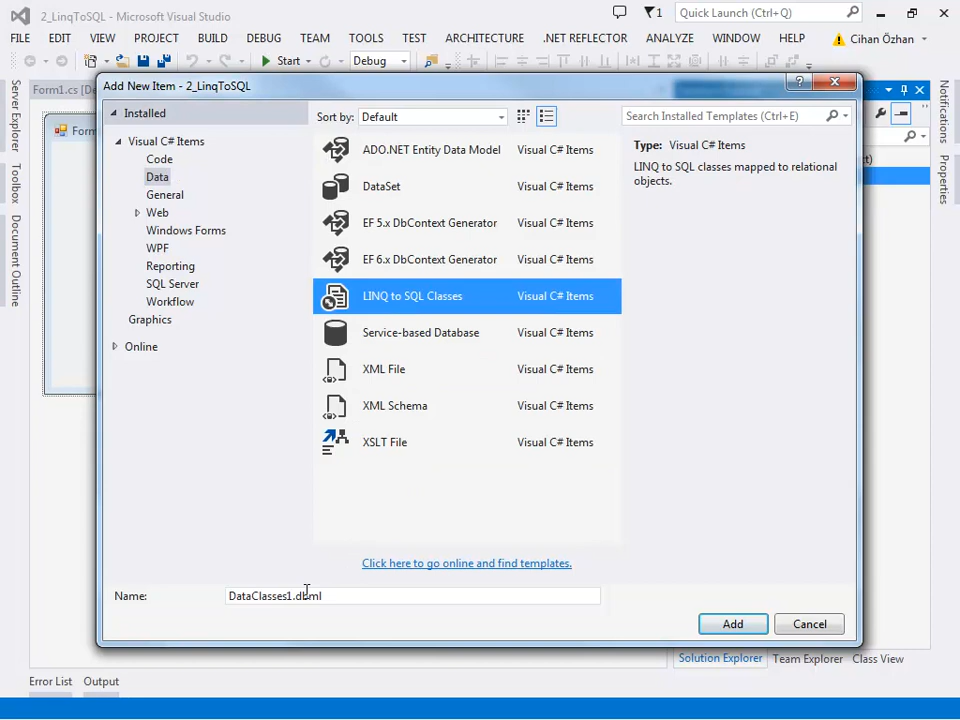 2_LinqToSQL - Microsoft Visual Studio
1
Quick Launch (Ctrl+Q)
FILE EDIT VIEW PROJECT BUILD DEBUG TEAM TOOLS TEST ARCHITECTURE .NET REFLECTOR ANALYZE WINDOW HELP Cihan Özhan
Start Debug
Server Explorer
Toolbox
Document Outline
Form1.cs [De
Form
Add New Item - 2_LinqToSQL
?
Installed
Visual C# Items
Code
Data
General
Web
Windows Forms
WPF
Reporting
SQL Server
Workflow
Graphics
Online
Sort by: Default
Search Installed Templates (Ctrl+E)
ADO.NET Entity Data Model Visual C# Items
DataSet Visual C# Items
EF 5.x DbContext Generator Visual C# Items
EF 6.x DbContext Generator Visual C# Items
LINQ to SQL Classes Visual C# Items
Service-based Database Visual C# Items
XML File Visual C# Items
XML Schema Visual C# Items
XSLT File Visual C# Items
Type: Visual C# Items
LINQ to SQL classes mapped to relational
objects.
Click here to go online and find templates.
Name: DataClasses1.dbml
Add Cancel
ct)
Notifications
Properties
Solution Explorer Team Explorer Class View
Error List Output